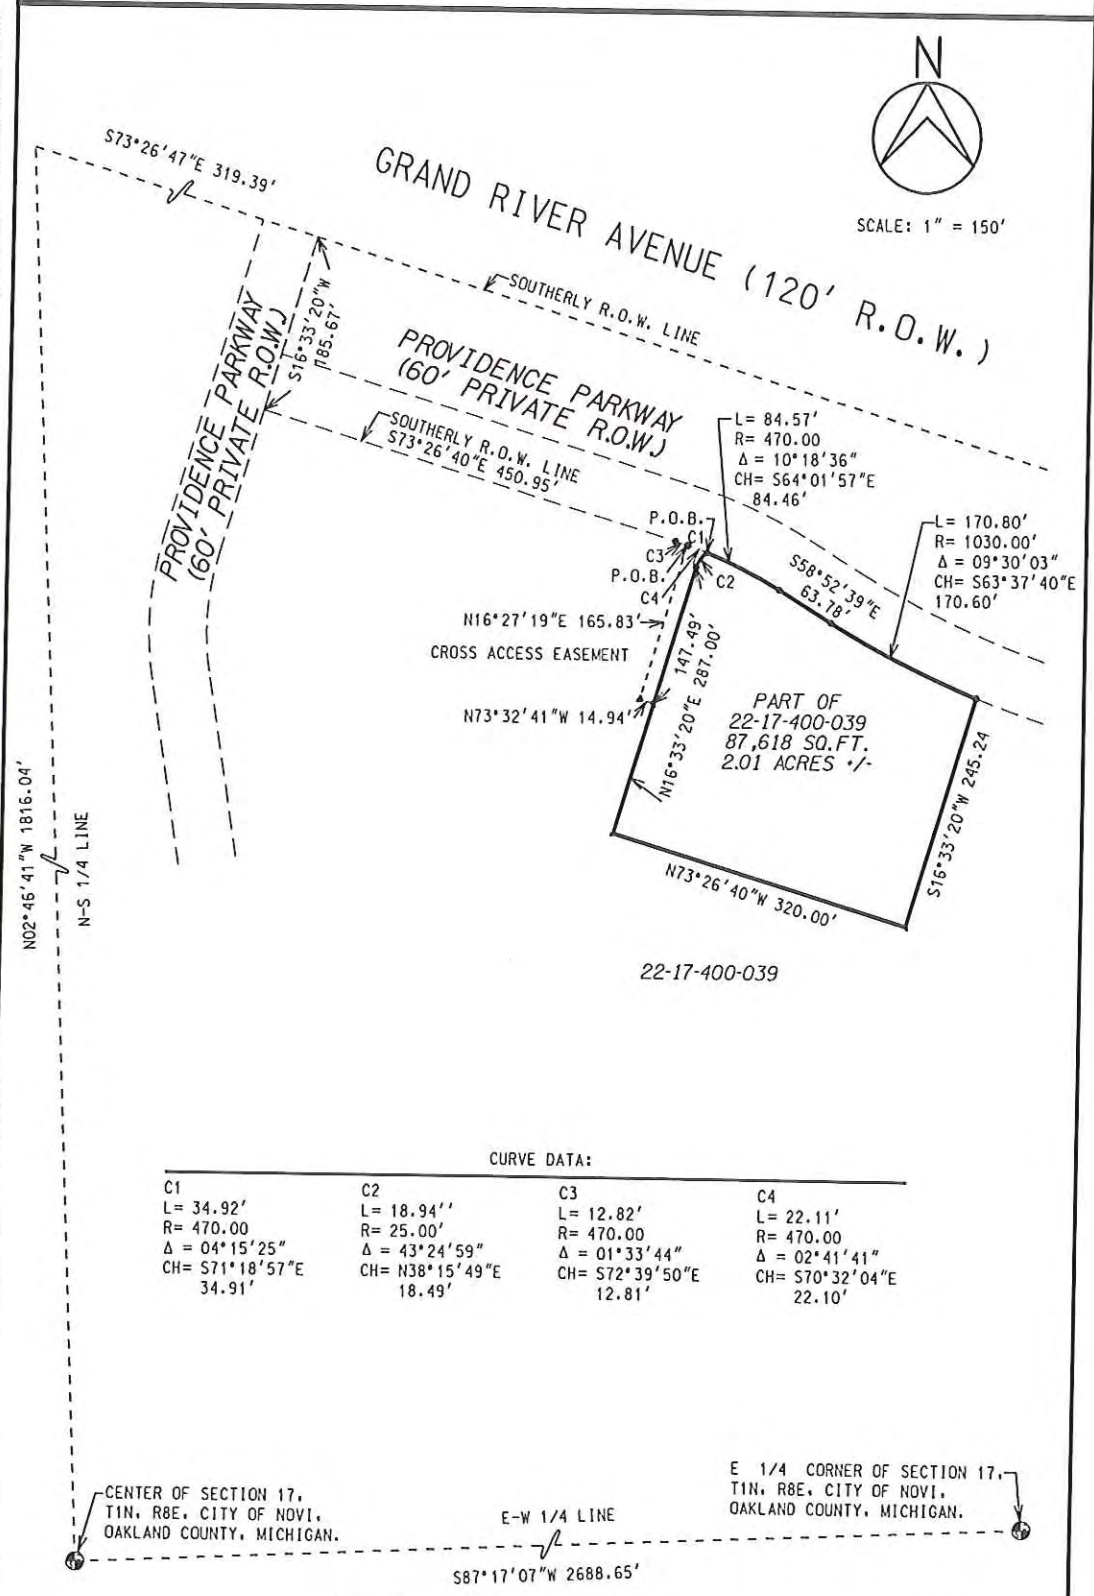 N
SCALE: 1" = 150'
S73°26'47"E 319.39'
GRAND RIVER AVENUE (120' R.O.W.)
SOUTHERLY R.O.W. LINE
PROVIDENCE PARKWAY
(60' PRIVATE R.O.W.)
S16°33'20"W
185.67'
PROVIDENCE PARKWAY
(60' PRIVATE R.O.W.)
SOUTHERLY R.O.W. LINE
S73°26'40"E 450.95'
L= 84.57'
R= 470.00
Δ = 10°18'36"
CH= S64°01'57"E
84.46'
L= 170.80'
R= 1030.00'
Δ = 09°30'03"
CH= S63°37'40"E
170.60'
P.O.B.
C1
C3
P.O.B.
C2
C4
S58°52'39"E
63.78'
N16°27'19"E 165.83'
CROSS ACCESS EASEMENT
N73°32'41"W 14.94'
147.49'
N16°33'20"E 287.00'
PART OF
22-17-400-039
87,618 SQ.FT.
2.01 ACRES +/-
S16°33'20"W 245.24
N73°26'40"W 320.00'
22-17-400-039
N02°46'41"W 1816.04'
N-S 1/4 LINE
CURVE DATA:
C1
L= 34.92'
R= 470.00
Δ = 04°15'25"
CH= S71°18'57"E
34.91'
C2
L= 18.94''
R= 25.00'
Δ = 43°24'59"
CH= N38°15'49"E
18.49'
C3
L= 12.82'
R= 470.00
Δ = 01°33'44"
CH= S72°39'50"E
12.81'
C4
L= 22.11'
R= 470.00
Δ = 02°41'41"
CH= S70°32'04"E
22.10'
CENTER OF SECTION 17,
T1N, R8E, CITY OF NOVI,
OAKLAND COUNTY, MICHIGAN.
E 1/4 CORNER OF SECTION 17,
T1N, R8E, CITY OF NOVI,
OAKLAND COUNTY, MICHIGAN.
E-W 1/4 LINE
S87°17'07"W 2688.65'